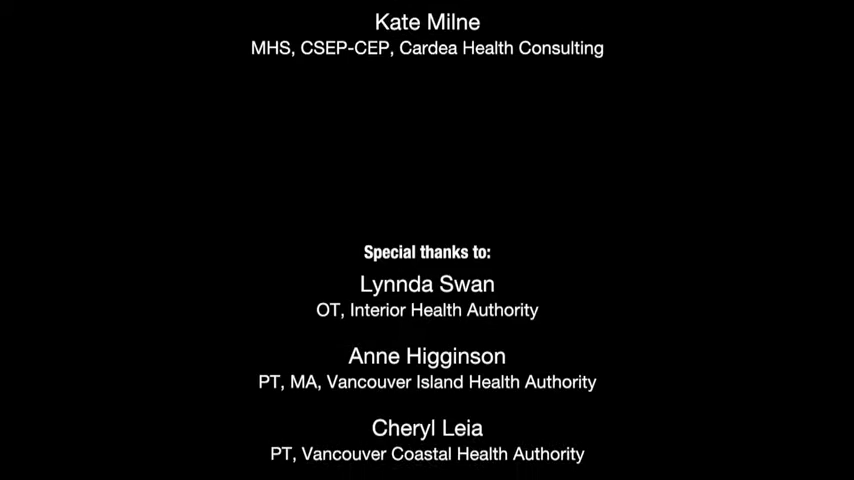 Kate Milne
MHS, CSEP-CEP, Cardea Health Consulting
Special thanks to:
Lynnda Swan
OT, Interior Health Authority
Anne Higginson
PT, MA, Vancouver Island Health Authority
Cheryl Leia
PT, Vancouver Coastal Health Authority